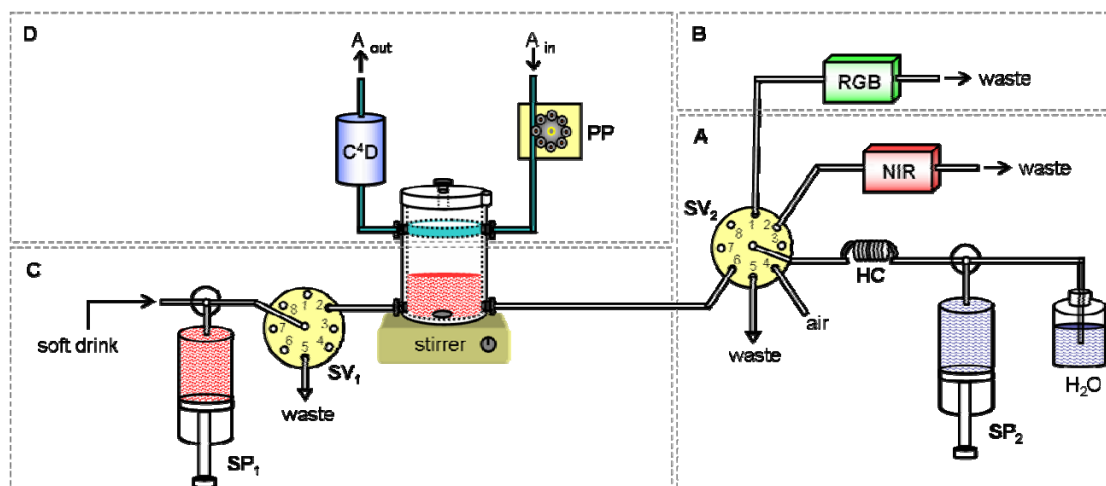 D
A out
A in
C⁴D
PP
B
RGB
waste
A
NIR
waste
SV₂
1
2
3
4
5
6
7
8
HC
air
waste
SP₂
H₂O
C
soft drink
1
2
3
4
5
6
7
8
SV₁
waste
SP₁
stirrer